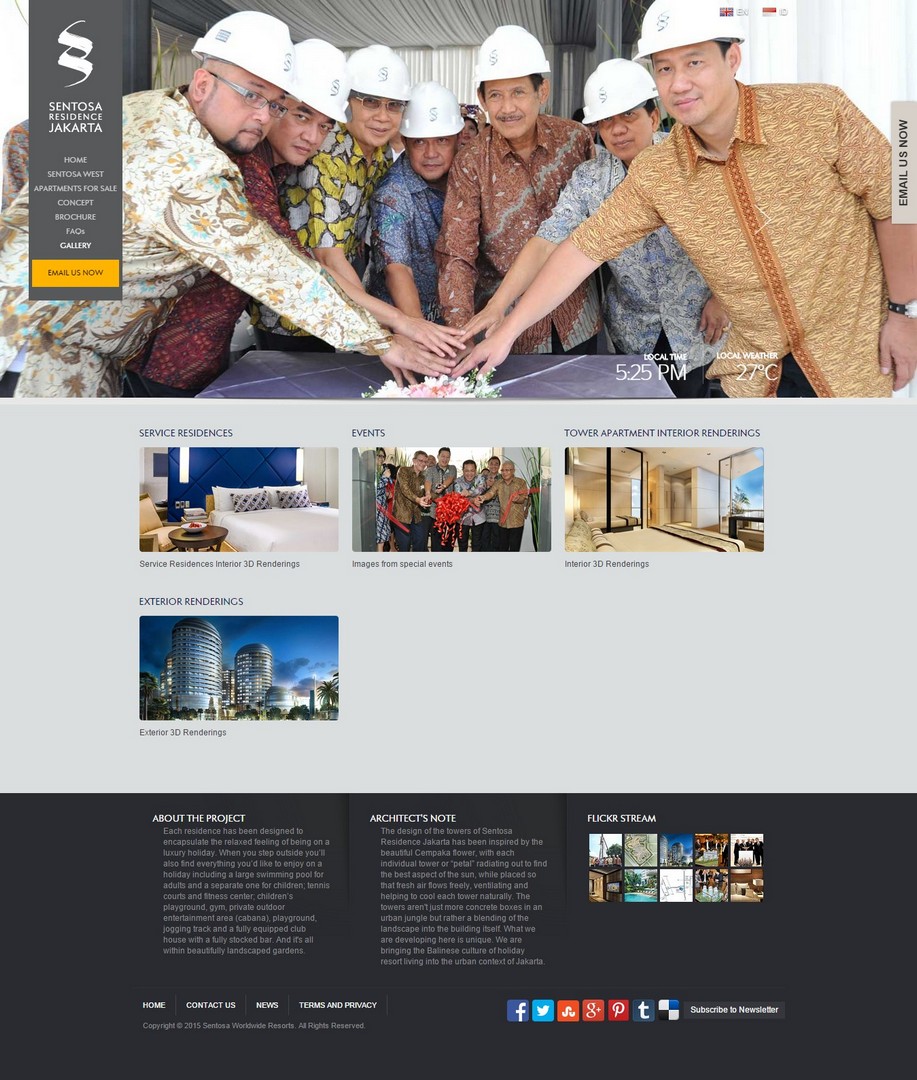 EN
ID
SENTOSA
RESIDENCE
JAKARTA
HOME
SENTOSA WEST
APARTMENTS FOR SALE
CONCEPT
BROCHURE
FAQs
GALLERY
EMAIL US NOW
EMAIL US NOW
LOCAL TIME
5:25 PM
LOCAL WEATHER
27°C
SERVICE RESIDENCES
Service Residences Interior 3D Renderings
EVENTS
Images from special events
TOWER APARTMENT INTERIOR RENDERINGS
Interior 3D Renderings
EXTERIOR RENDERINGS
Exterior 3D Renderings
ABOUT THE PROJECT
Each residence has been designed to
encapsulate the relaxed feeling of being on a
luxury holiday. When you step outside you'll
also find everything you'd like to enjoy on a
holiday including a large swimming pool for
adults and a separate one for children; tennis
courts and fitness center, children's
playground, gym, private outdoor
entertainment area (cabana), playground,
jogging track and a fully equipped club
house with a fully stocked bar. And it's all
within beautifully landscaped gardens.
ARCHITECT'S NOTE
The design of the towers of Sentosa
Residence Jakarta has been inspired by the
beautiful Cempaka flower, with each
individual tower or "petal" radiating out to find
the best aspect of the sun, while placed so
that fresh air flows freely, ventilating and
helping to cool each tower naturally. The
towers aren't just more concrete boxes in an
urban jungle but rather a blending of the
landscape into the building itself. What we
are developing here is unique. We are
bringing the Balinese culture of holiday
resort living into the urban context of Jakarta.
FLICKR STREAM
HOME
CONTACT US
NEWS
TERMS AND PRIVACY
Subscribe to Newsletter
Copyright © 2015 Sentosa Worldwide Resorts. All Rights Reserved.